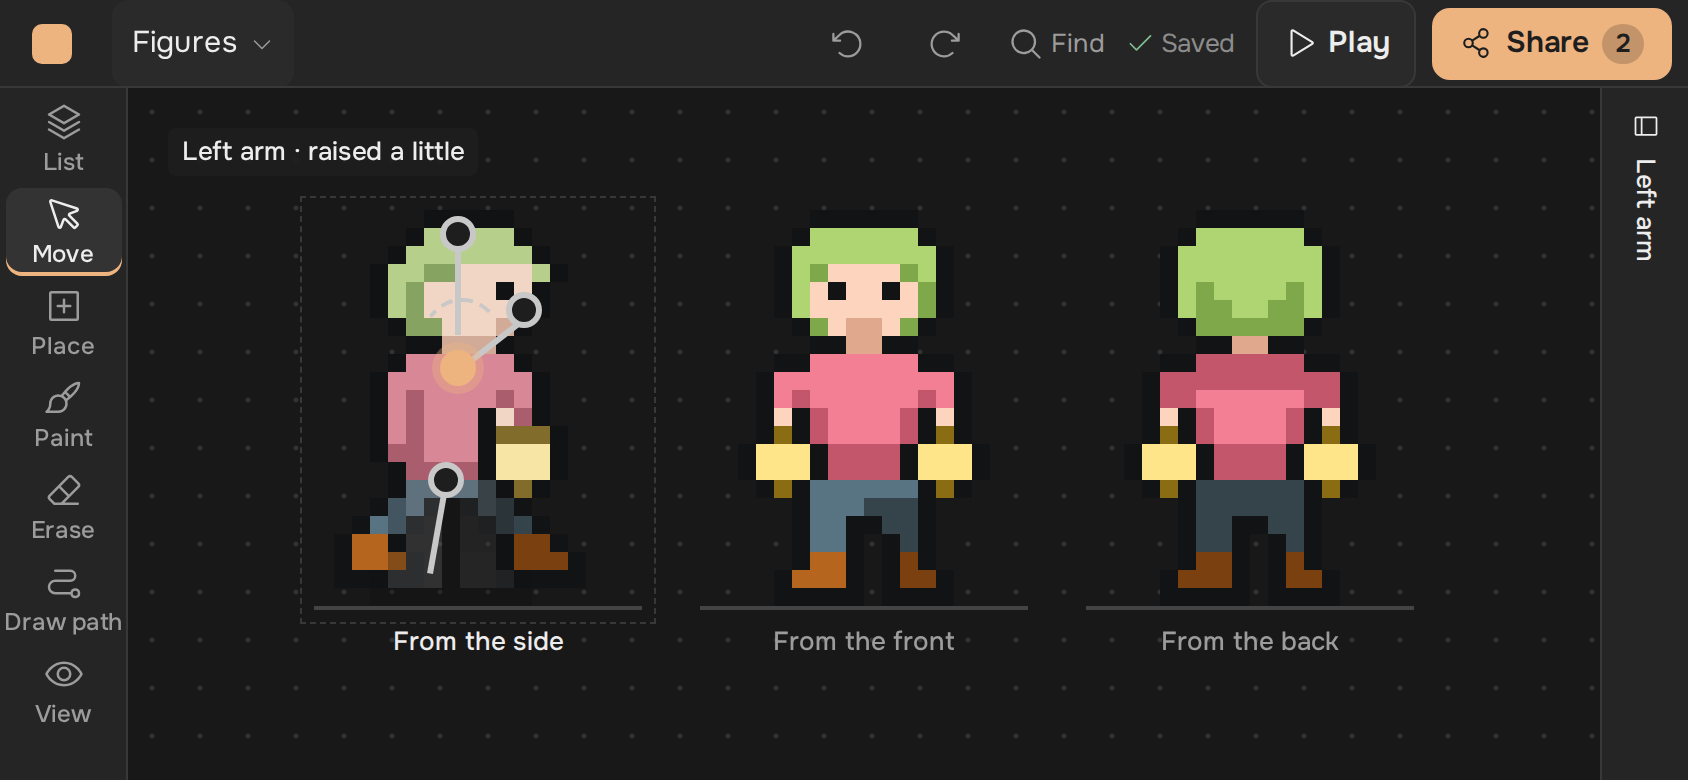 Figures
Find
Saved
Play
Share 2
List
Move
Place
Paint
Erase
Draw path
View
Left arm · raised a little
From the side
From the front
From the back
Left arm